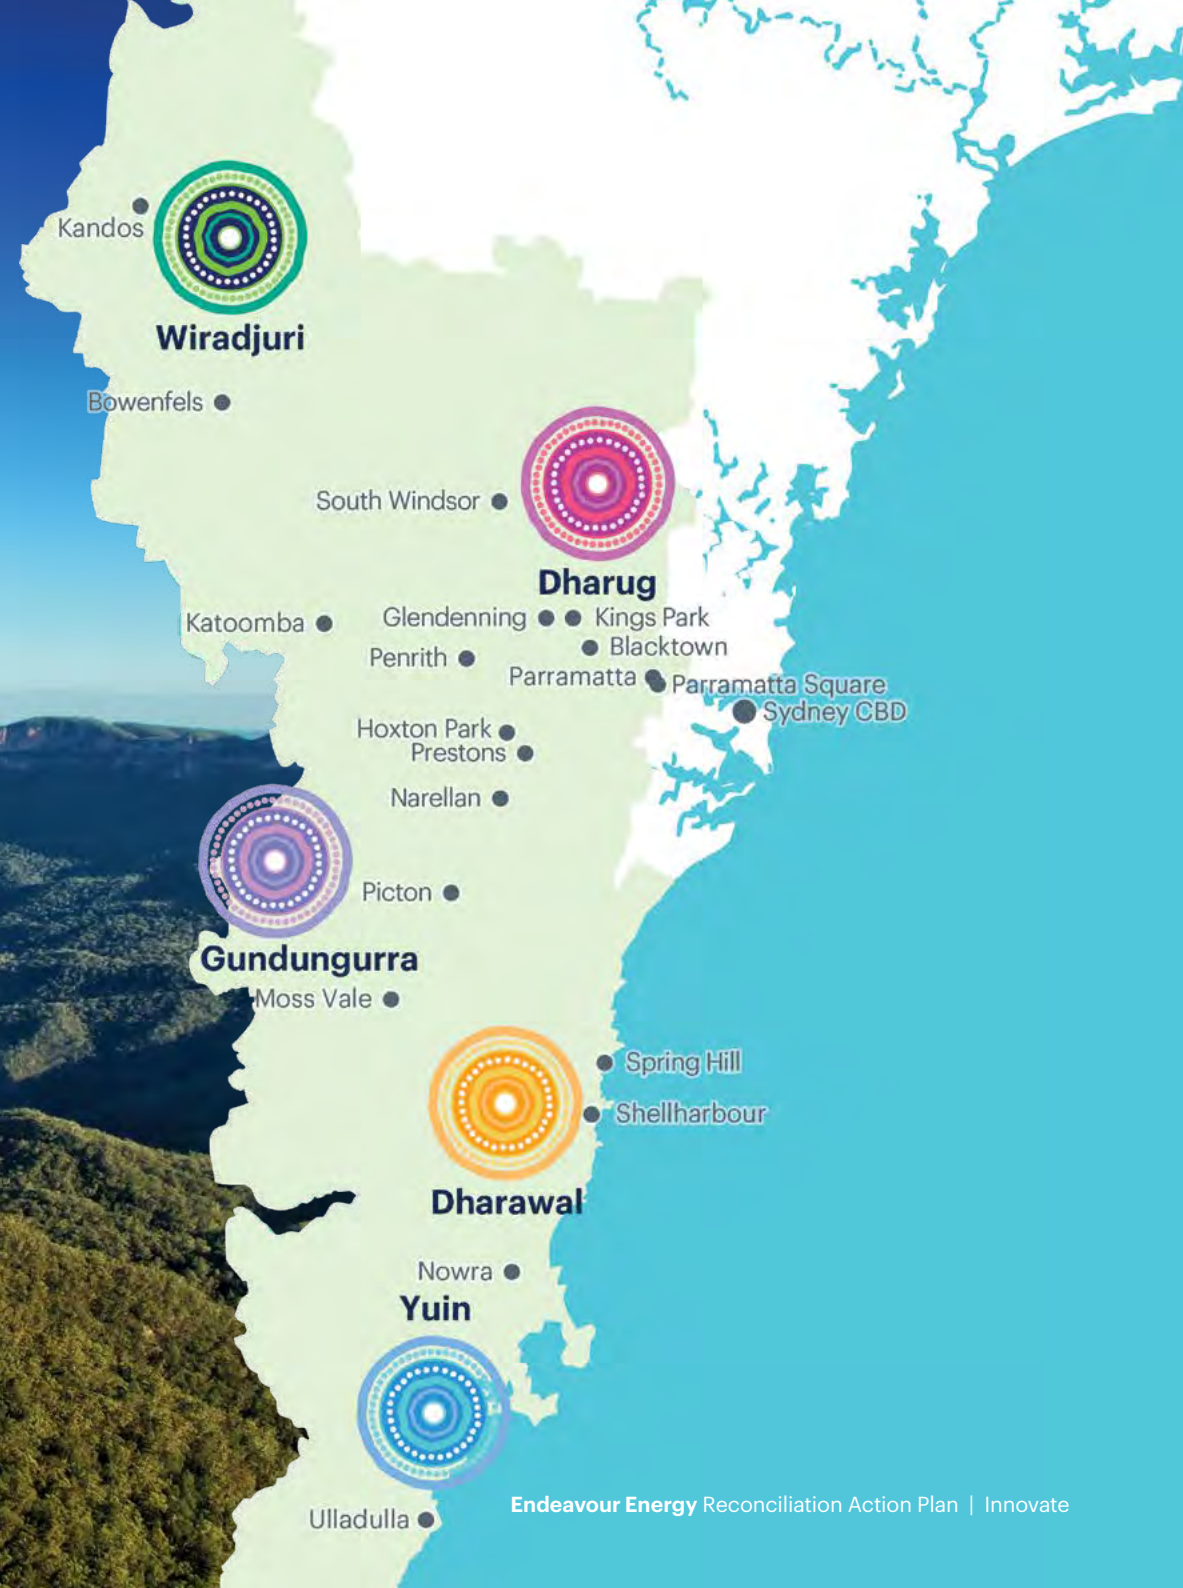 Kandos
Wiradjuri
Bowenfels
South Windsor
Dharug
Glendenning
Kings Park
Katoomba
Blacktown
Penrith
Parramatta
Parramatta Square
Sydney CBD
Hoxton Park
Prestons
Narellan
Picton
Gundungurra
Moss Vale
Spring Hill
Shellharbour
Dharawal
Nowra
Yuin
Endeavour Energy Reconciliation Action Plan | Innovate
Ulladulla